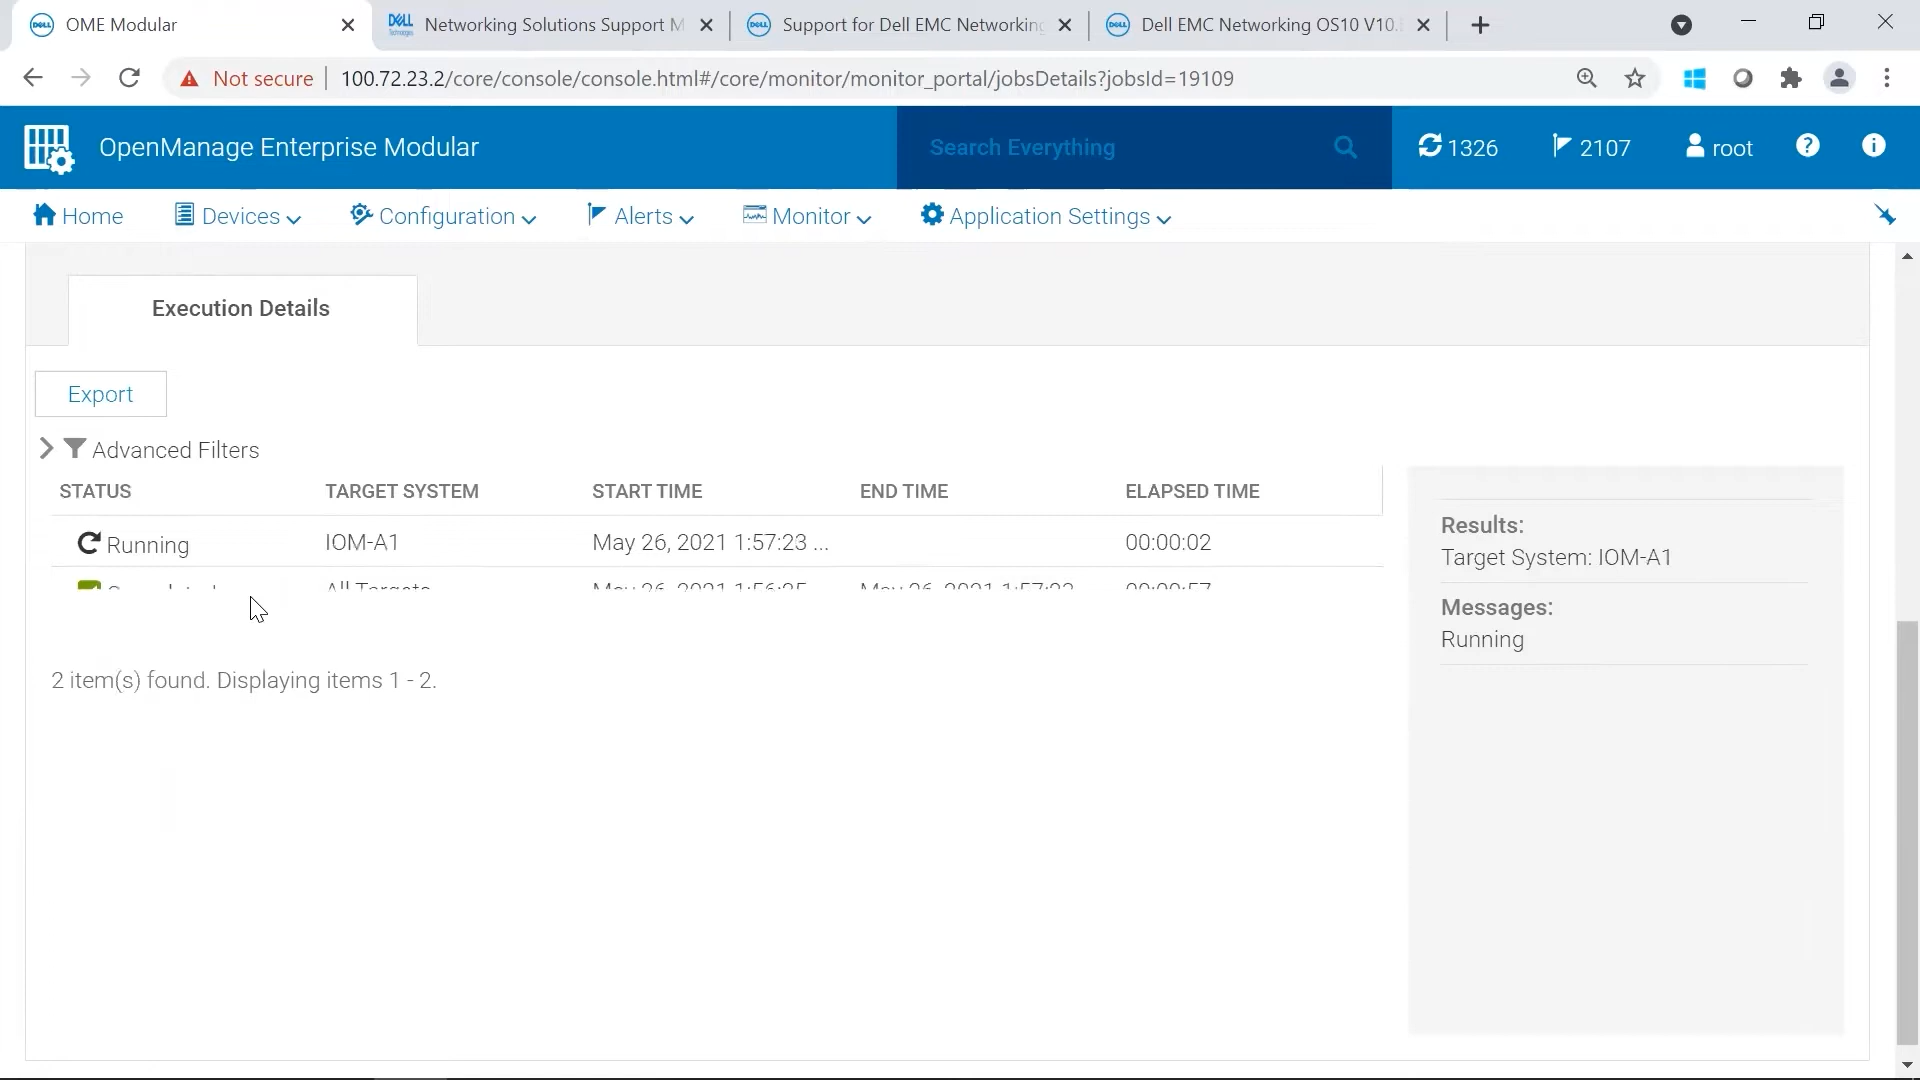 OME Modular
Networking Solutions Support M
Support for Dell EMC Networking
Dell EMC Networking OS10 V10.
Not secure
100.72.23.2/core/console/console.html#/core/monitor/monitor_portal/jobsDetails?jobsId=19109
OpenManage Enterprise Modular
Search Everything
1326
2107
root
Home
Devices
Configuration
Alerts
Monitor
Application Settings
Execution Details
Export
Advanced Filters
STATUS TARGET SYSTEM START TIME END TIME ELAPSED TIME
Running IOM-A1 May 26, 2021 1:57:23 ... 00:00:02
All Targets May 26, 2021 1:56:25 May 26, 2021 1:57:23 00:00:57
2 item(s) found. Displaying items 1 - 2.
Results:
Target System: IOM-A1
Messages:
Running